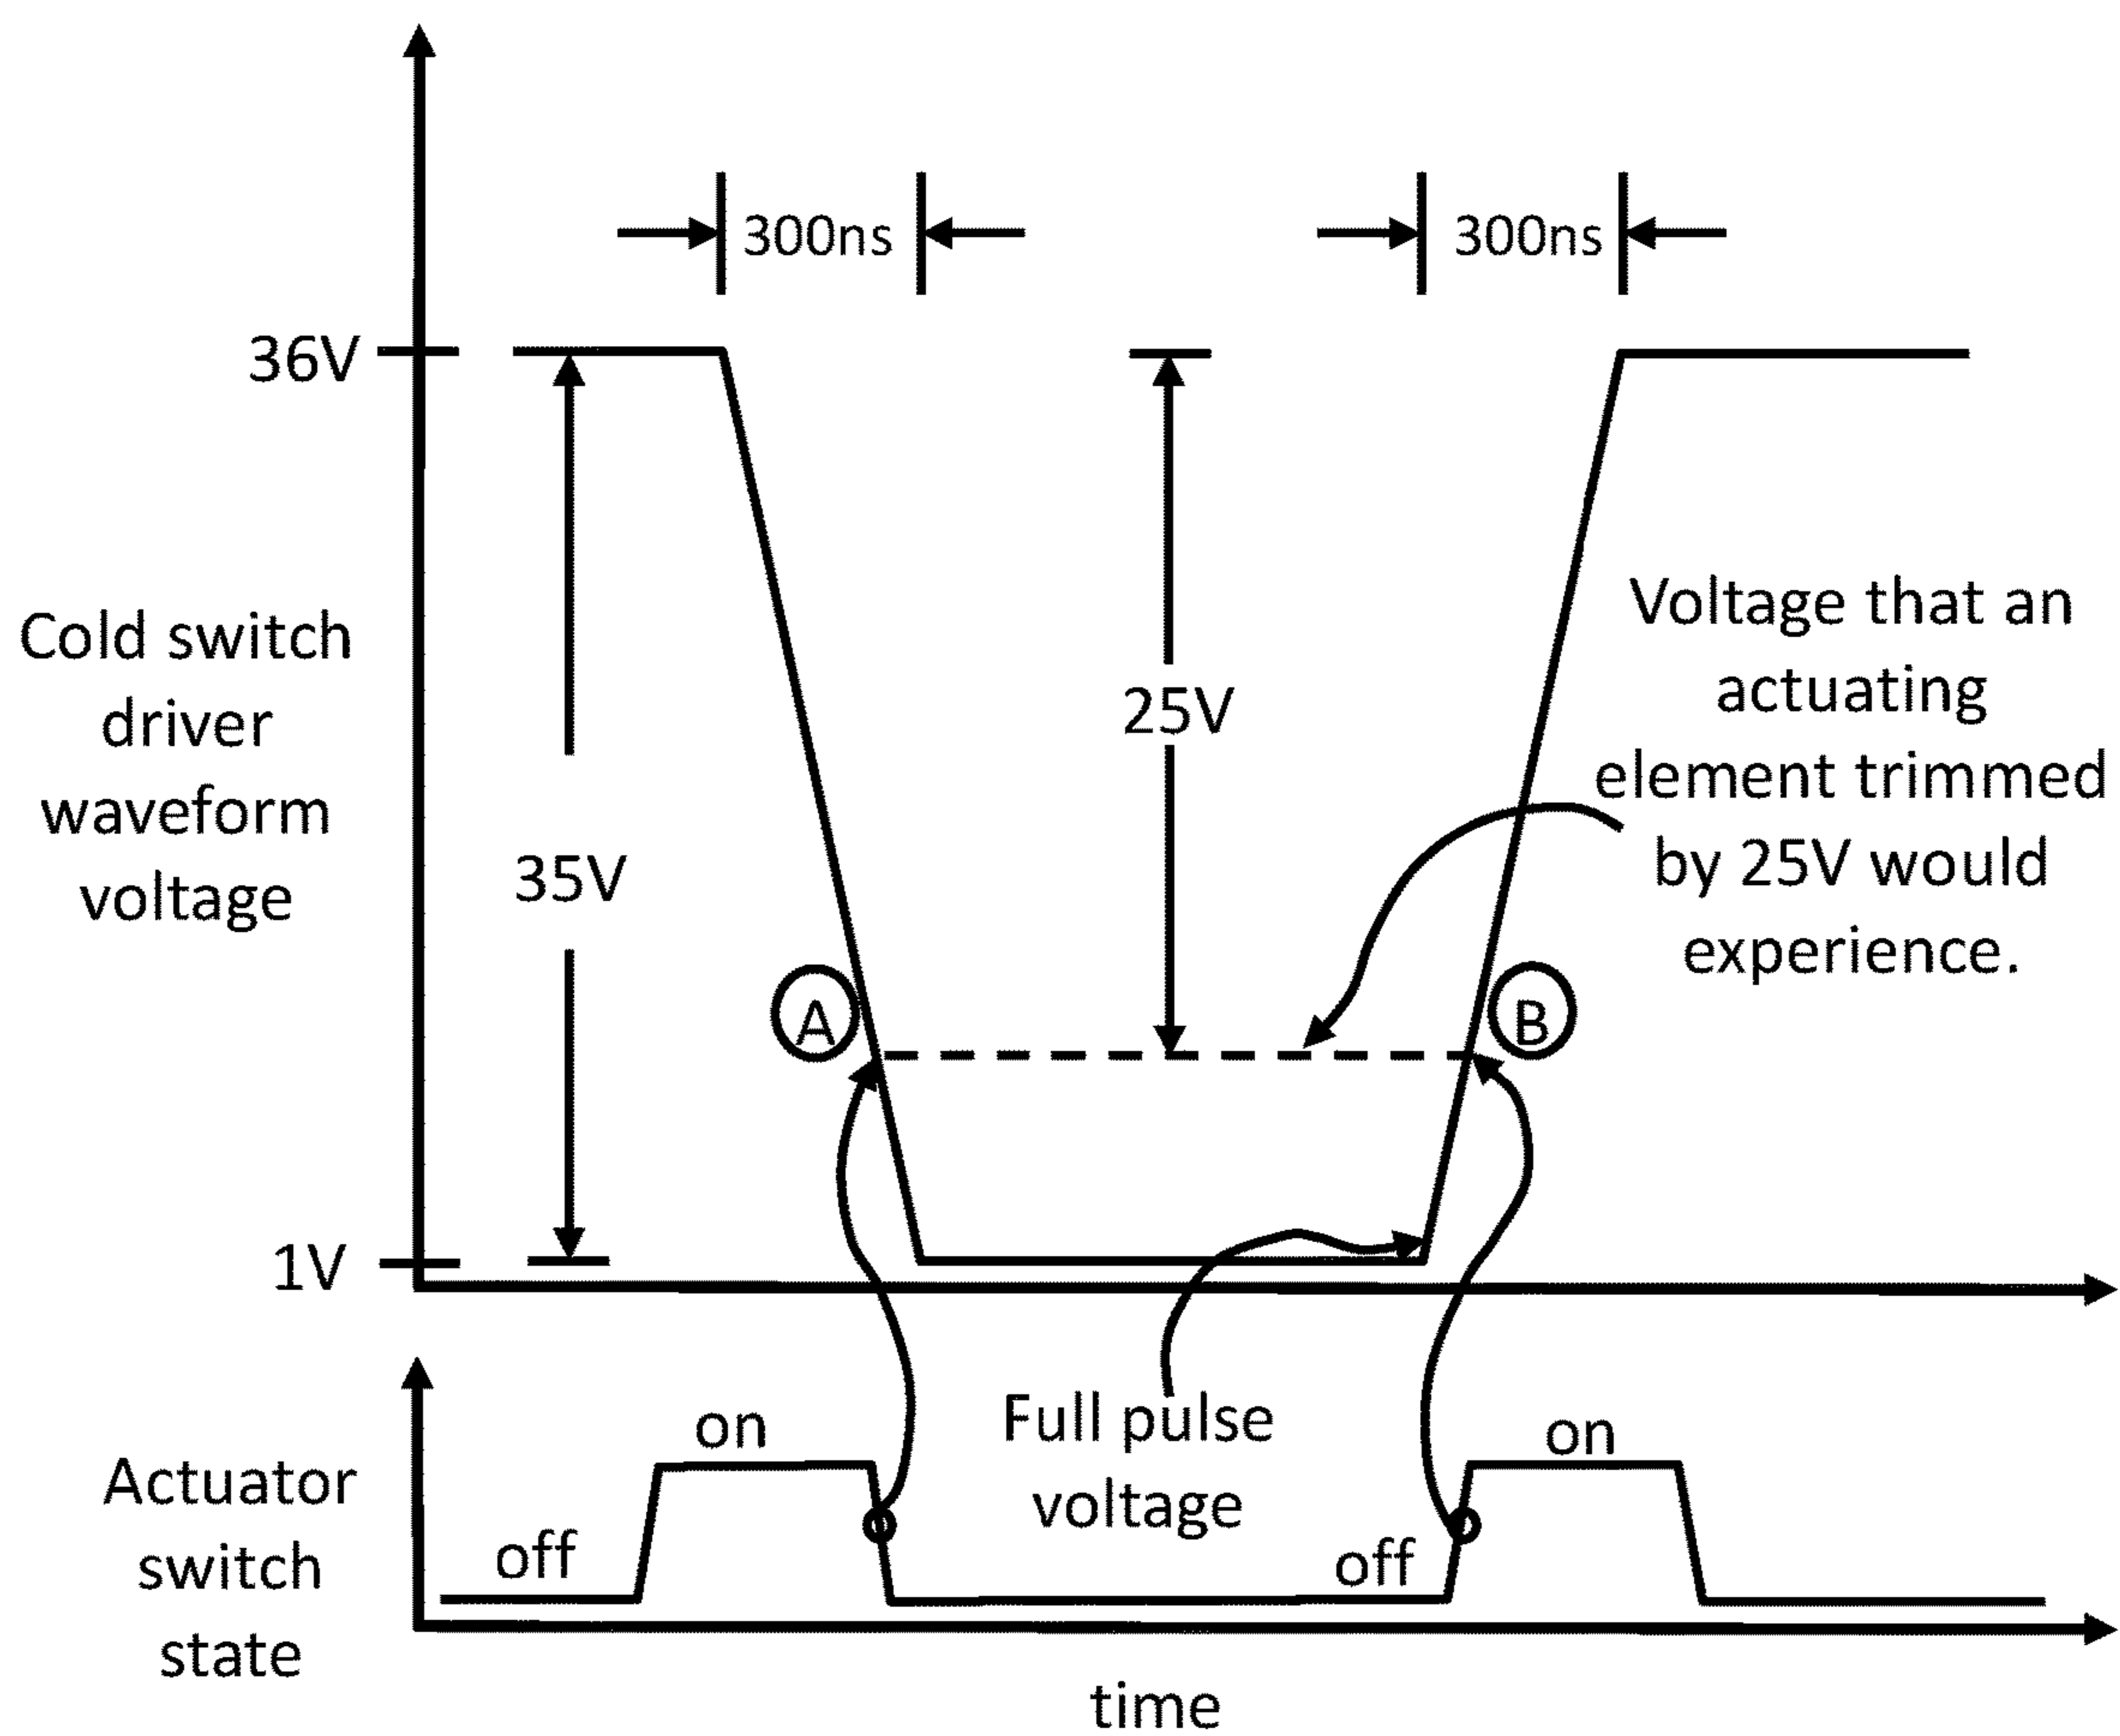 300ns
300ns
36V
Cold switch
driver
waveform
voltage
35V
25V
Voltage that an
actuating
element trimmed
by 25V would
experience.
A
B
1V
Actuator
switch
state
off
on
Full pulse
voltage
off
on
time